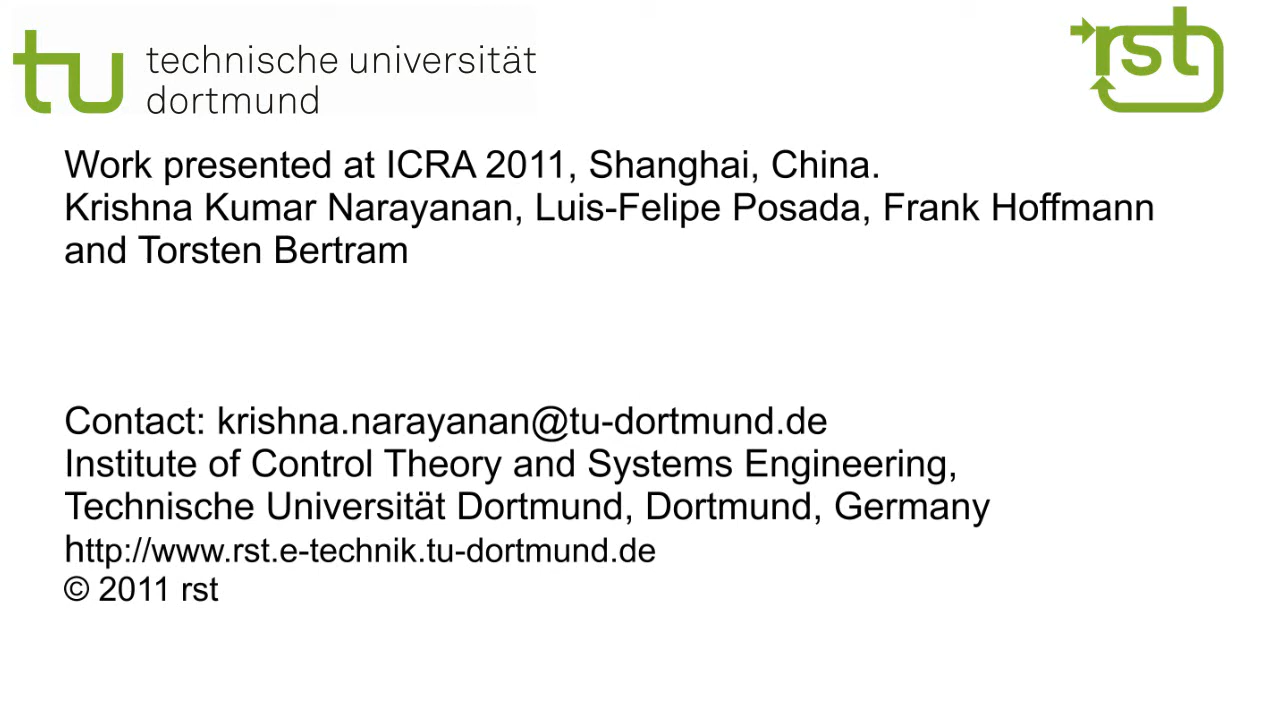 tu technische universität
dortmund
rst
Work presented at ICRA 2011, Shanghai, China.
Krishna Kumar Narayanan, Luis-Felipe Posada, Frank Hoffmann
and Torsten Bertram
Contact: krishna.narayanan@tu-dortmund.de
Institute of Control Theory and Systems Engineering,
Technische Universität Dortmund, Dortmund, Germany
http://www.rst.e-technik.tu-dortmund.de
© 2011 rst